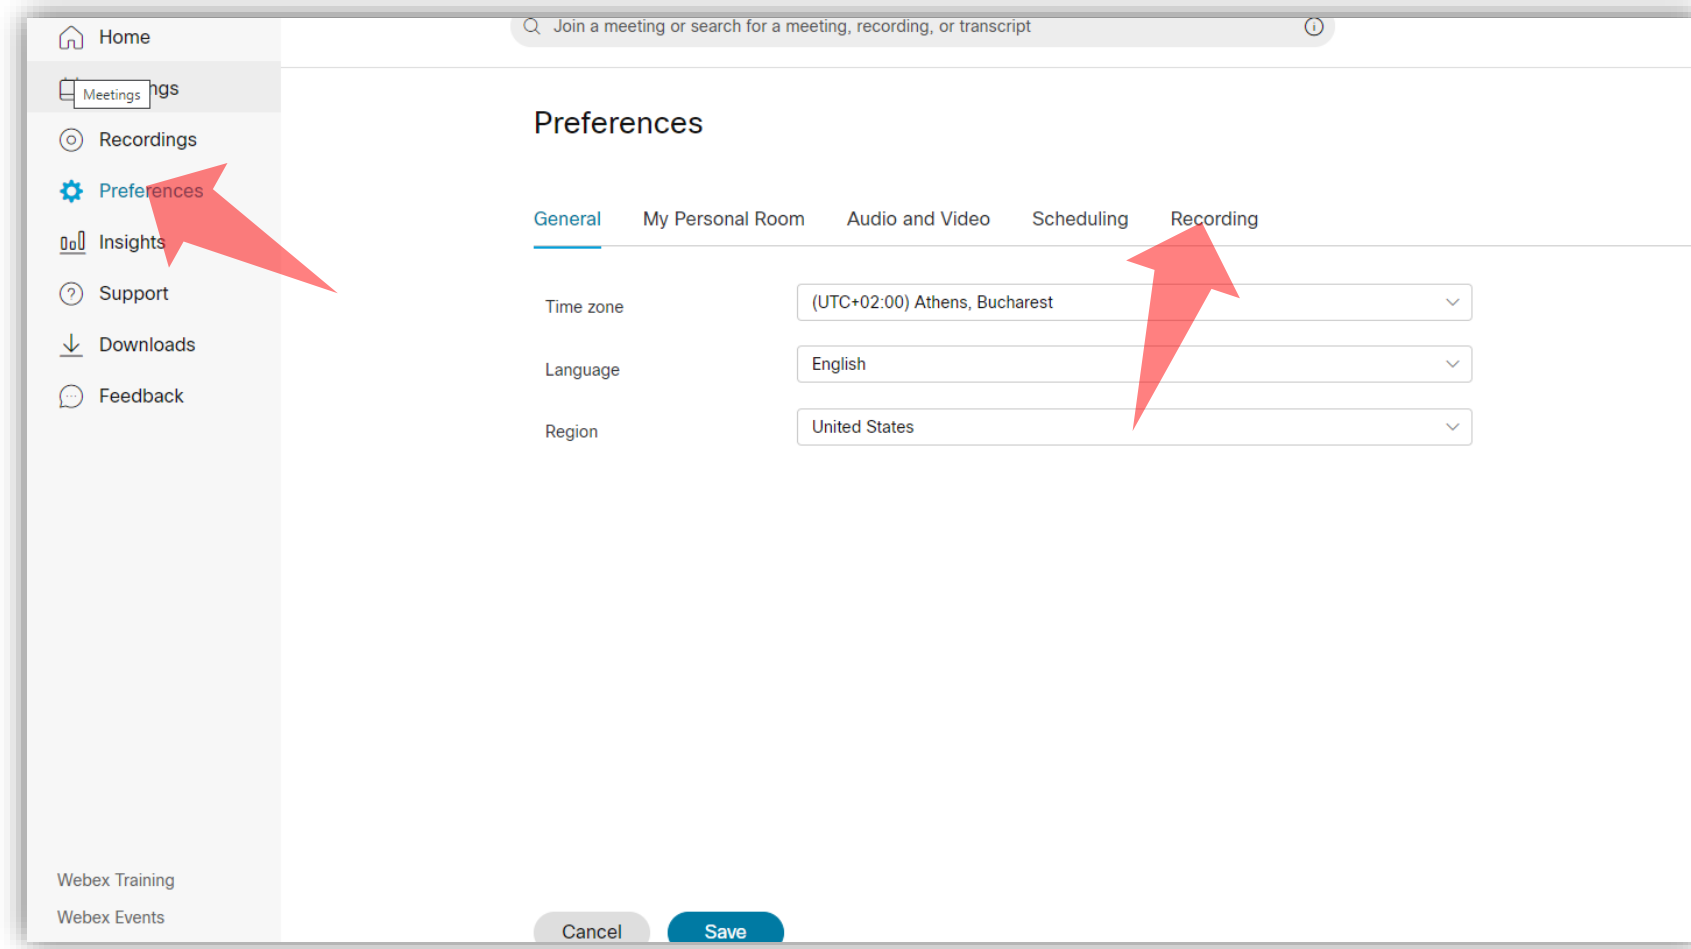 Home
Join a meeting or search for a meeting, recording, or transcript
Meetings
ngs
Recordings
Preferences
Insights
Support
Downloads
Feedback
Webex Training
Webex Events
Preferences
General My Personal Room Audio and Video Scheduling Recording
Time zone (UTC+02:00) Athens, Bucharest
Language English
Region United States
Cancel Save